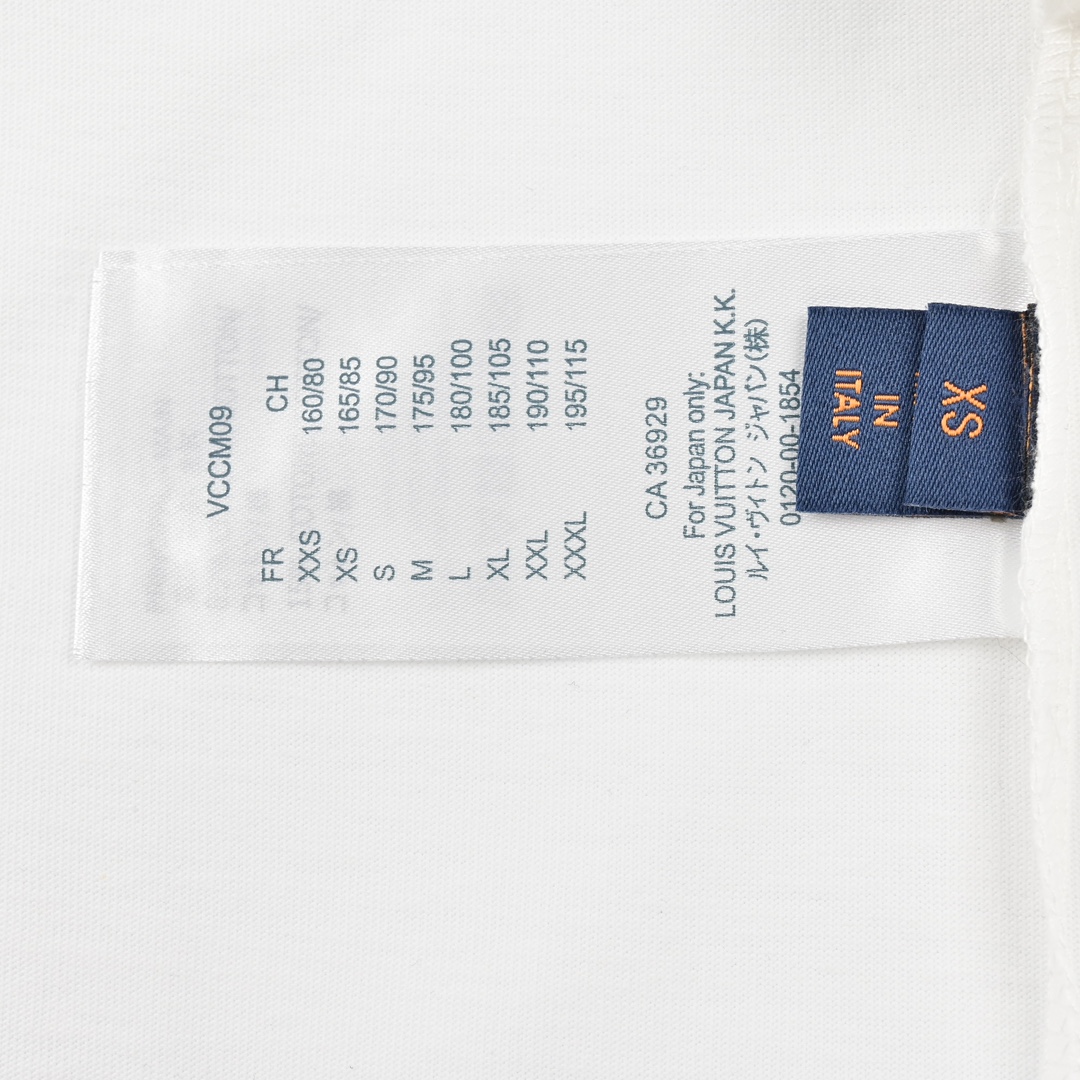 VCCM09
FR CH
XXS 160/80
XS 165/85
S 170/90
M 175/95
L 180/100
XL 185/105
XXL 190/110
XXXL 195/115
CA 36929
For Japan only:
LOUIS VUITTON JAPAN K.K.
ルイ・ヴィトン ジャパン(株)
0120-00-1854
ITALY
IN
XS